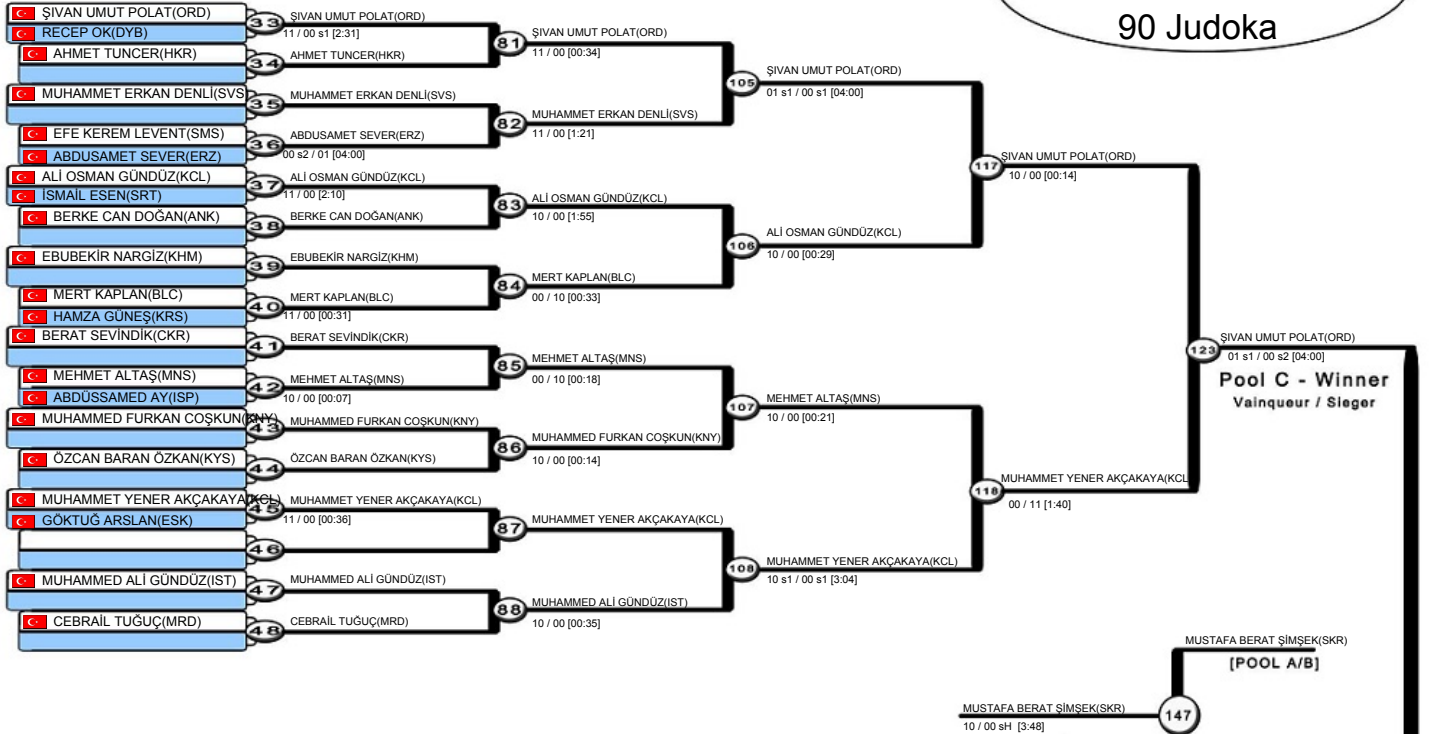 90 Judoka
ŞIVAN UMUT POLAT(ORD)
RECEP OK(DYB)
AHMET TUNCER(HKR)
MUHAMMET ERKAN DENLİ(SVS)
EFE KEREM LEVENT(SMS)
ABDUSAMET SEVER(ERZ)
ALİ OSMAN GÜNDÜZ(KCL)
İSMAİL ESEN(SRT)
BERKE CAN DOĞAN(ANK)
EBUBEKİR NARGİZ(KHM)
MERT KAPLAN(BLC)
HAMZA GÜNEŞ(KRS)
BERAT SEVİNDİK(CKR)
MEHMET ALTAŞ(MNS)
ABDÜSSAMED AY(ISP)
MUHAMMED FURKAN COŞKUN(KNY)
ÖZCAN BARAN ÖZKAN(KYS)
MUHAMMET YENER AKÇAKAYA(KCL)
GÖKTUĞ ARSLAN(ESK)
MUHAMMED ALİ GÜNDÜZ(IST)
CEBRAİL TUĞUÇ(MRD)
33
ŞIVAN UMUT POLAT(ORD)
11 / 00 s1 [2:31]
34
AHMET TUNCER(HKR)
35
MUHAMMET ERKAN DENLİ(SVS)
36
ABDUSAMET SEVER(ERZ)
00 s2 / 01 [04:00]
37
ALİ OSMAN GÜNDÜZ(KCL)
11 / 00 [2:10]
38
BERKE CAN DOĞAN(ANK)
39
EBUBEKİR NARGİZ(KHM)
40
MERT KAPLAN(BLC)
11 / 00 [00:31]
41
BERAT SEVİNDİK(CKR)
42
MEHMET ALTAŞ(MNS)
10 / 00 [00:07]
43
MUHAMMED FURKAN COŞKUN(KNY)
44
ÖZCAN BARAN ÖZKAN(KYS)
45
MUHAMMET YENER AKÇAKAYA(KCL)
11 / 00 [00:36]
46
47
MUHAMMED ALİ GÜNDÜZ(IST)
48
CEBRAİL TUĞUÇ(MRD)
81
ŞIVAN UMUT POLAT(ORD)
11 / 00 [00:34]
82
MUHAMMET ERKAN DENLİ(SVS)
11 / 00 [1:21]
83
ALİ OSMAN GÜNDÜZ(KCL)
10 / 00 [1:55]
84
MERT KAPLAN(BLC)
00 / 10 [00:33]
85
MEHMET ALTAŞ(MNS)
00 / 10 [00:18]
86
MUHAMMED FURKAN COŞKUN(KNY)
10 / 00 [00:14]
87
MUHAMMET YENER AKÇAKAYA(KCL)
88
MUHAMMED ALİ GÜNDÜZ(IST)
10 / 00 [00:35]
105
ŞIVAN UMUT POLAT(ORD)
01 s1 / 00 s1 [04:00]
106
ALİ OSMAN GÜNDÜZ(KCL)
10 / 00 [00:29]
107
MEHMET ALTAŞ(MNS)
10 / 00 [00:21]
108
MUHAMMET YENER AKÇAKAYA(KCL)
10 s1 / 00 s1 [3:04]
117
ŞIVAN UMUT POLAT(ORD)
10 / 00 [00:14]
118
MUHAMMET YENER AKÇAKAYA(KCL
00 / 11 [1:40]
123
ŞIVAN UMUT POLAT(ORD)
01 s1 / 00 s2 [04:00]
Pool C - Winner
Vainqueur / Sieger
MUSTAFA BERAT ŞİMŞEK(SKR)
[POOL A/B]
MUSTAFA BERAT ŞİMŞEK(SKR)
147
10 / 00 sH [3:48]